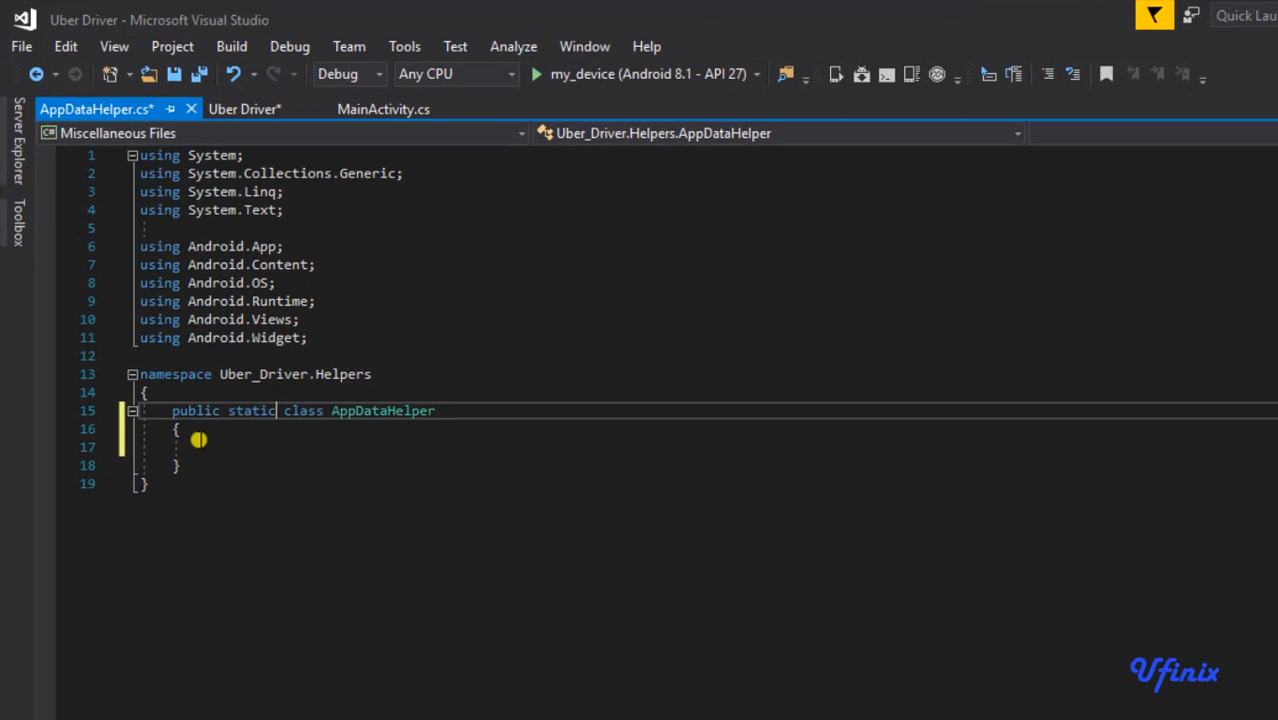 Uber Driver - Microsoft Visual Studio
Quick Lau
File Edit View Project Build Debug Team Tools Test Analyze Window Help
Debug Any CPU my_device (Android 8.1 - API 27)
AppDataHelper.cs* Uber Driver* MainActivity.cs
Server Explorer
Toolbox
Miscellaneous Files Uber_Driver.Helpers.AppDataHelper
1 using System;
2 using System.Collections.Generic;
3 using System.Linq;
4 using System.Text;
5
6 using Android.App;
7 using Android.Content;
8 using Android.OS;
9 using Android.Runtime;
10 using Android.Views;
11 using Android.Widget;
12
13 namespace Uber_Driver.Helpers
14 {
15 public static class AppDataHelper
16 {
17
18 }
19 }
Ufinix